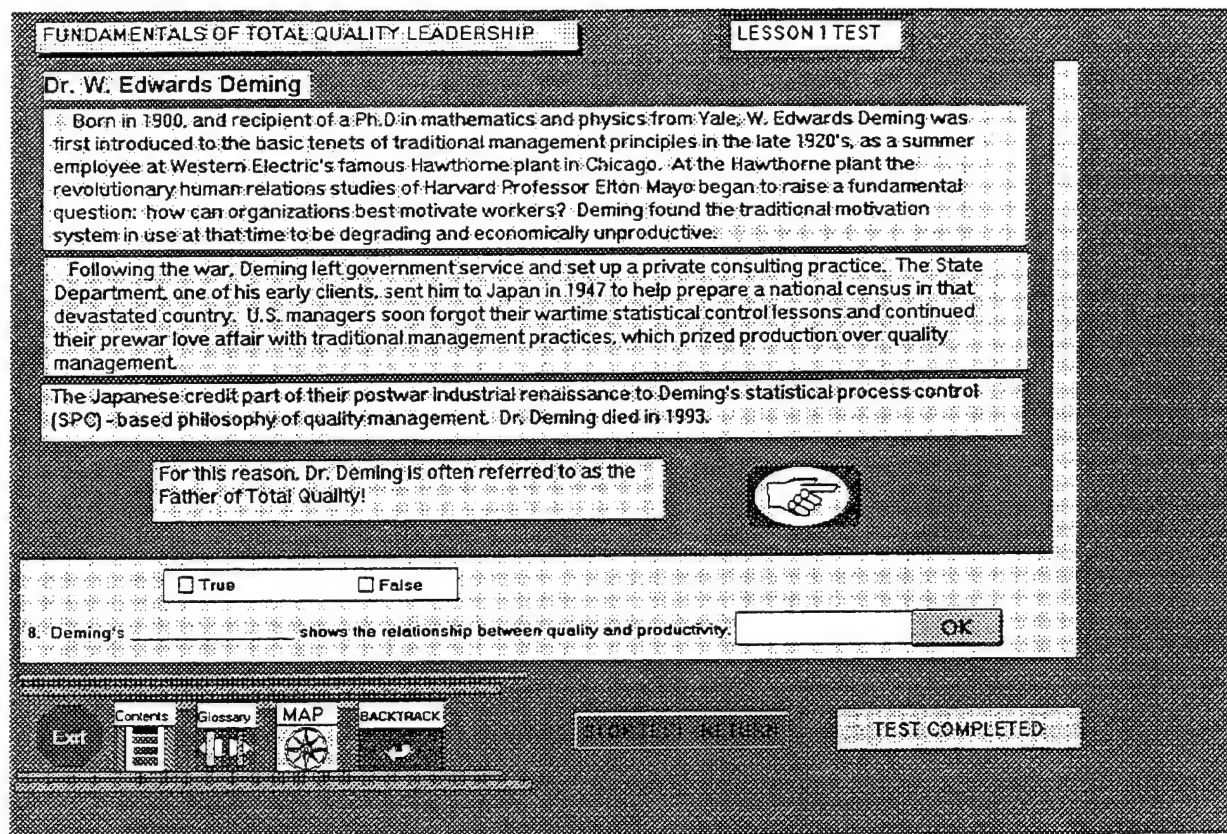 FUNDAMENTALS OF TOTAL QUALITY LEADERSHIP
LESSON 1 TEST
Dr. W. Edwards Deming
Born in 1900, and recipient of a Ph.D in mathematics and physics from Yale, W. Edwards Deming was
first introduced to the basic tenets of traditional management principles in the late 1920's, as a summer
employee at Western Electric's famous Hawthorne plant in Chicago. At the Hawthorne plant the
revolutionary human relations studies of Harvard Professor Elton Mayo began to raise a fundamental
question: how can organizations best motivate workers? Deming found the traditional motivation
system in use at that time to be degrading and economically unproductive.
Following the war, Deming left government service and set up a private consulting practice. The State
Department, one of his early clients, sent him to Japan in 1947 to help prepare a national census in that
devastated country. U.S. managers soon forgot their wartime statistical control lessons and continued
their prewar love affair with traditional management practices, which prized production over quality
management.
The Japanese credit part of their postwar industrial renaissance to Deming's statistical process control
(SPC) - based philosophy of quality management. Dr. Deming died in 1993.
For this reason, Dr. Deming is often referred to as the
Father of Total Quality!
True False
8. Deming's ______________ shows the relationship between quality and productivity. OK
Exit Contents Glossary MAP BACKTRACK
RETURN TEST COMPLETED